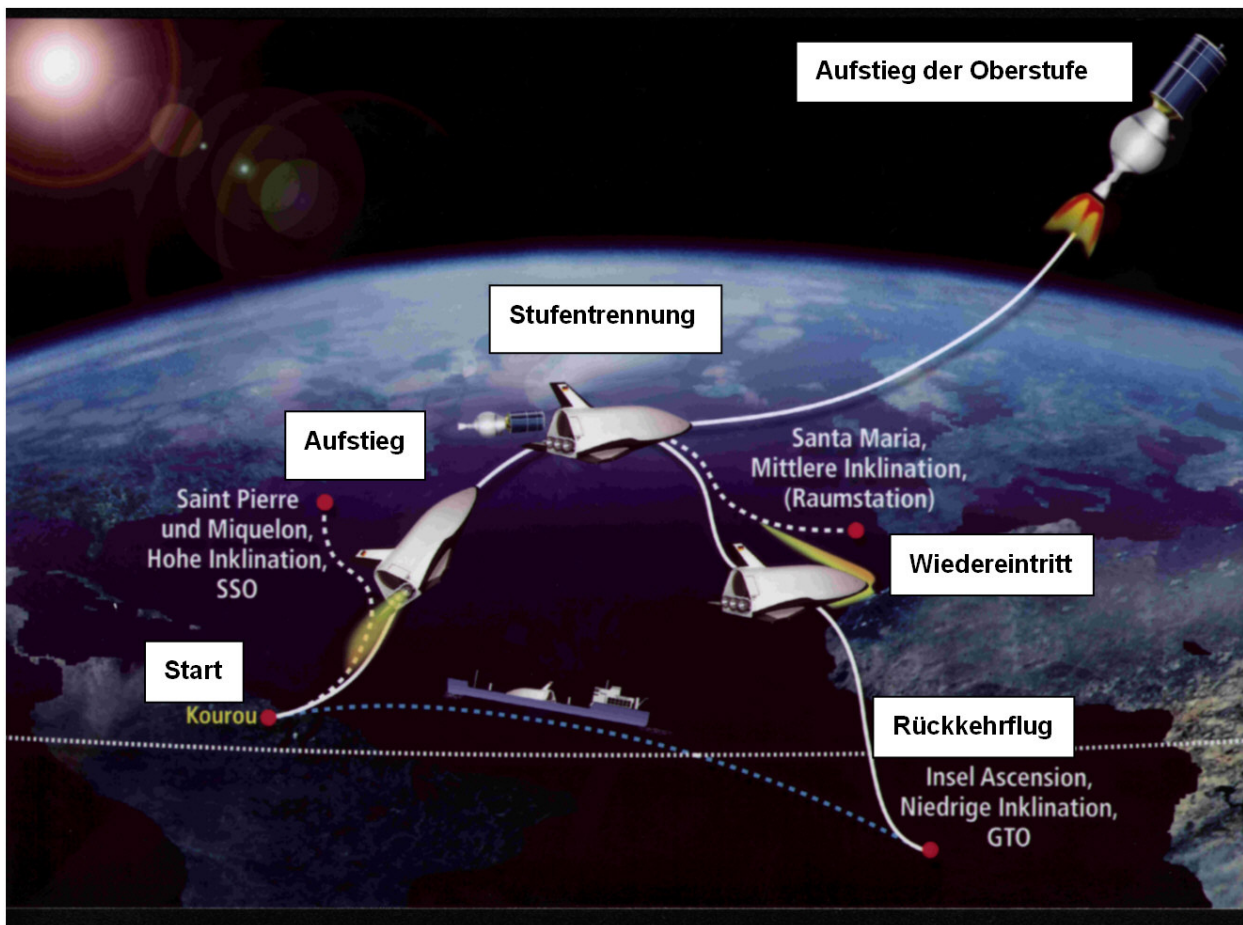 Aufstieg der Oberstufe
Stufentrennung
Aufstieg
Santa Maria,
Mittlere Inklination,
(Raumstation)
Saint Pierre
und Miquelon,
Hohe Inklination,
SSO
Wiedereintritt
Start
Kourou
Rückkehrflug
Insel Ascension,
Niedrige Inklination,
GTO